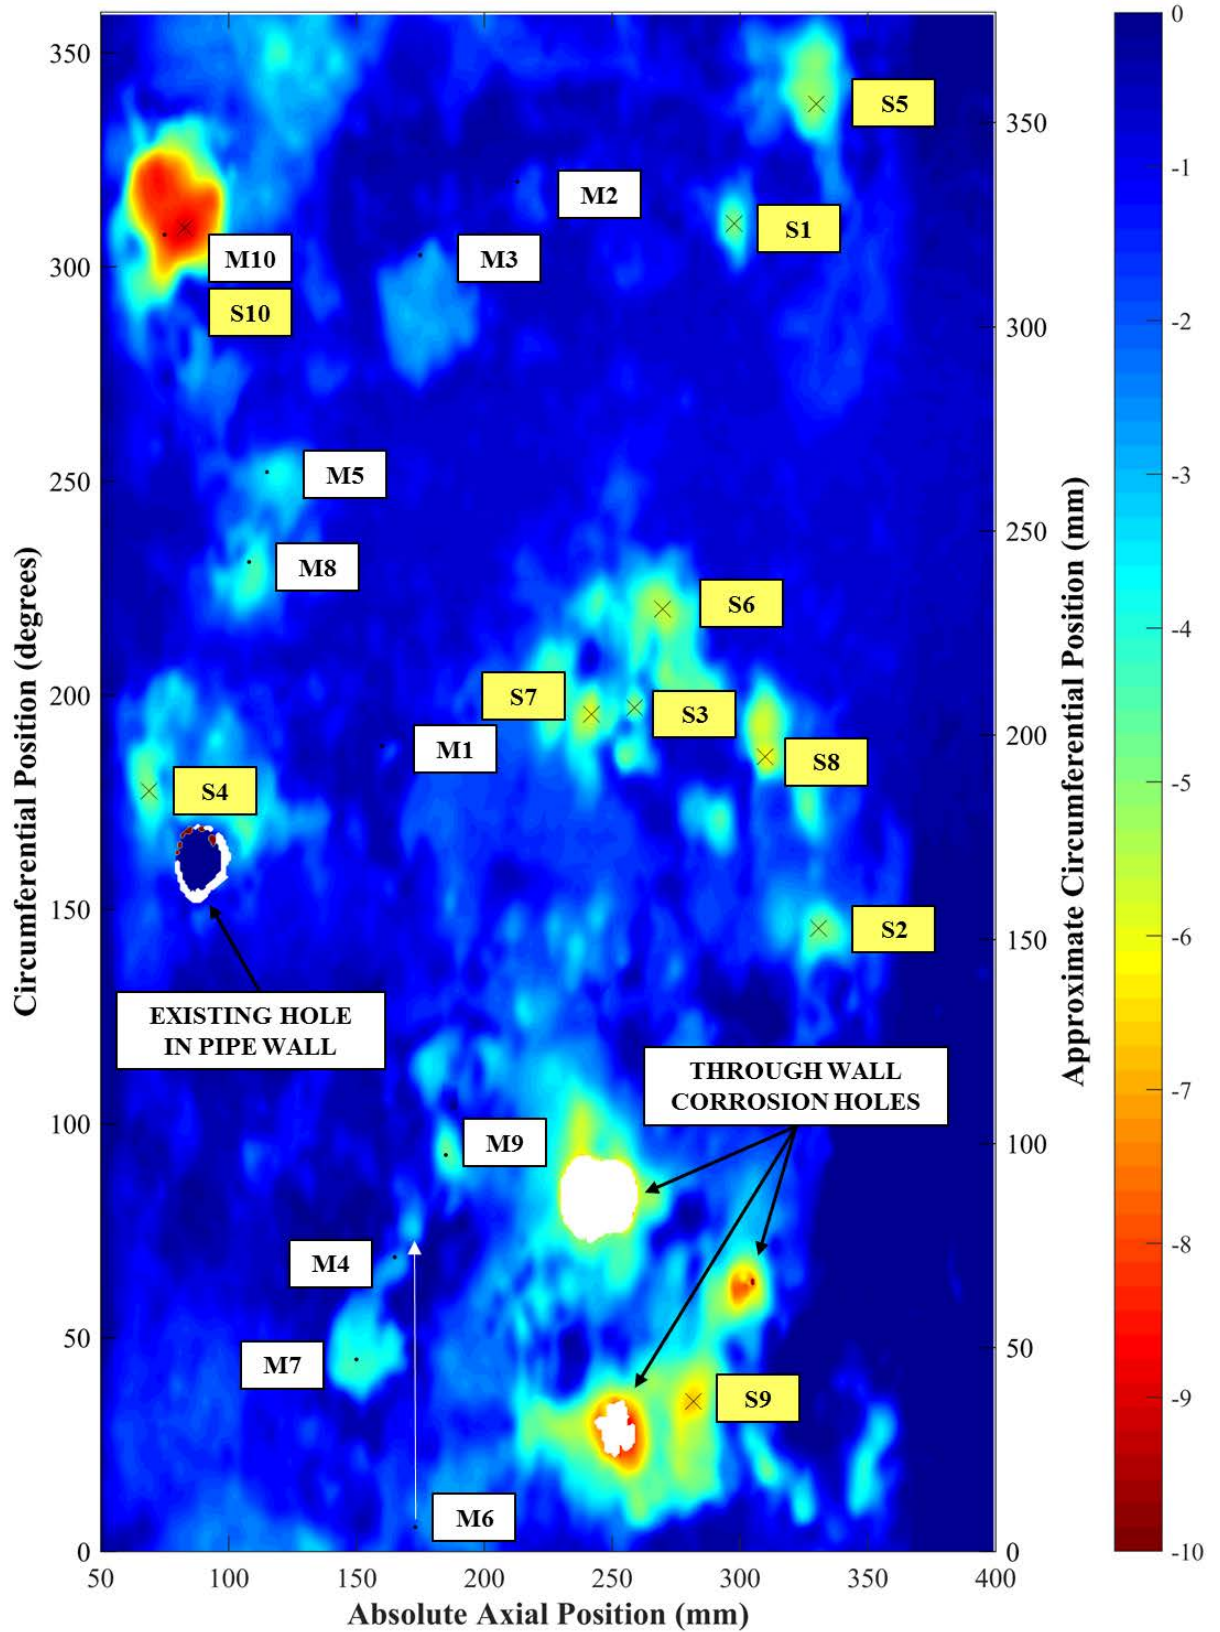 0
350
S5
350
-1
M2
S1
M10
M3
300
S10
300
-2
M5
250
-3
M8
250
S6
-4
S7
S3
200
M1
200
S8
S4
-5
150
S2
150
-6
EXISTING HOLE
IN PIPE WALL
THROUGH WALL
CORROSION HOLES
100
M9
100
-7
M4
-8
50
M7
50
S9
-9
M6
0
0
-10
50
100
150
200
250
300
350
400
Absolute Axial Position (mm)
Circumferential Position (degrees)
Approximate Circumferential Position (mm)